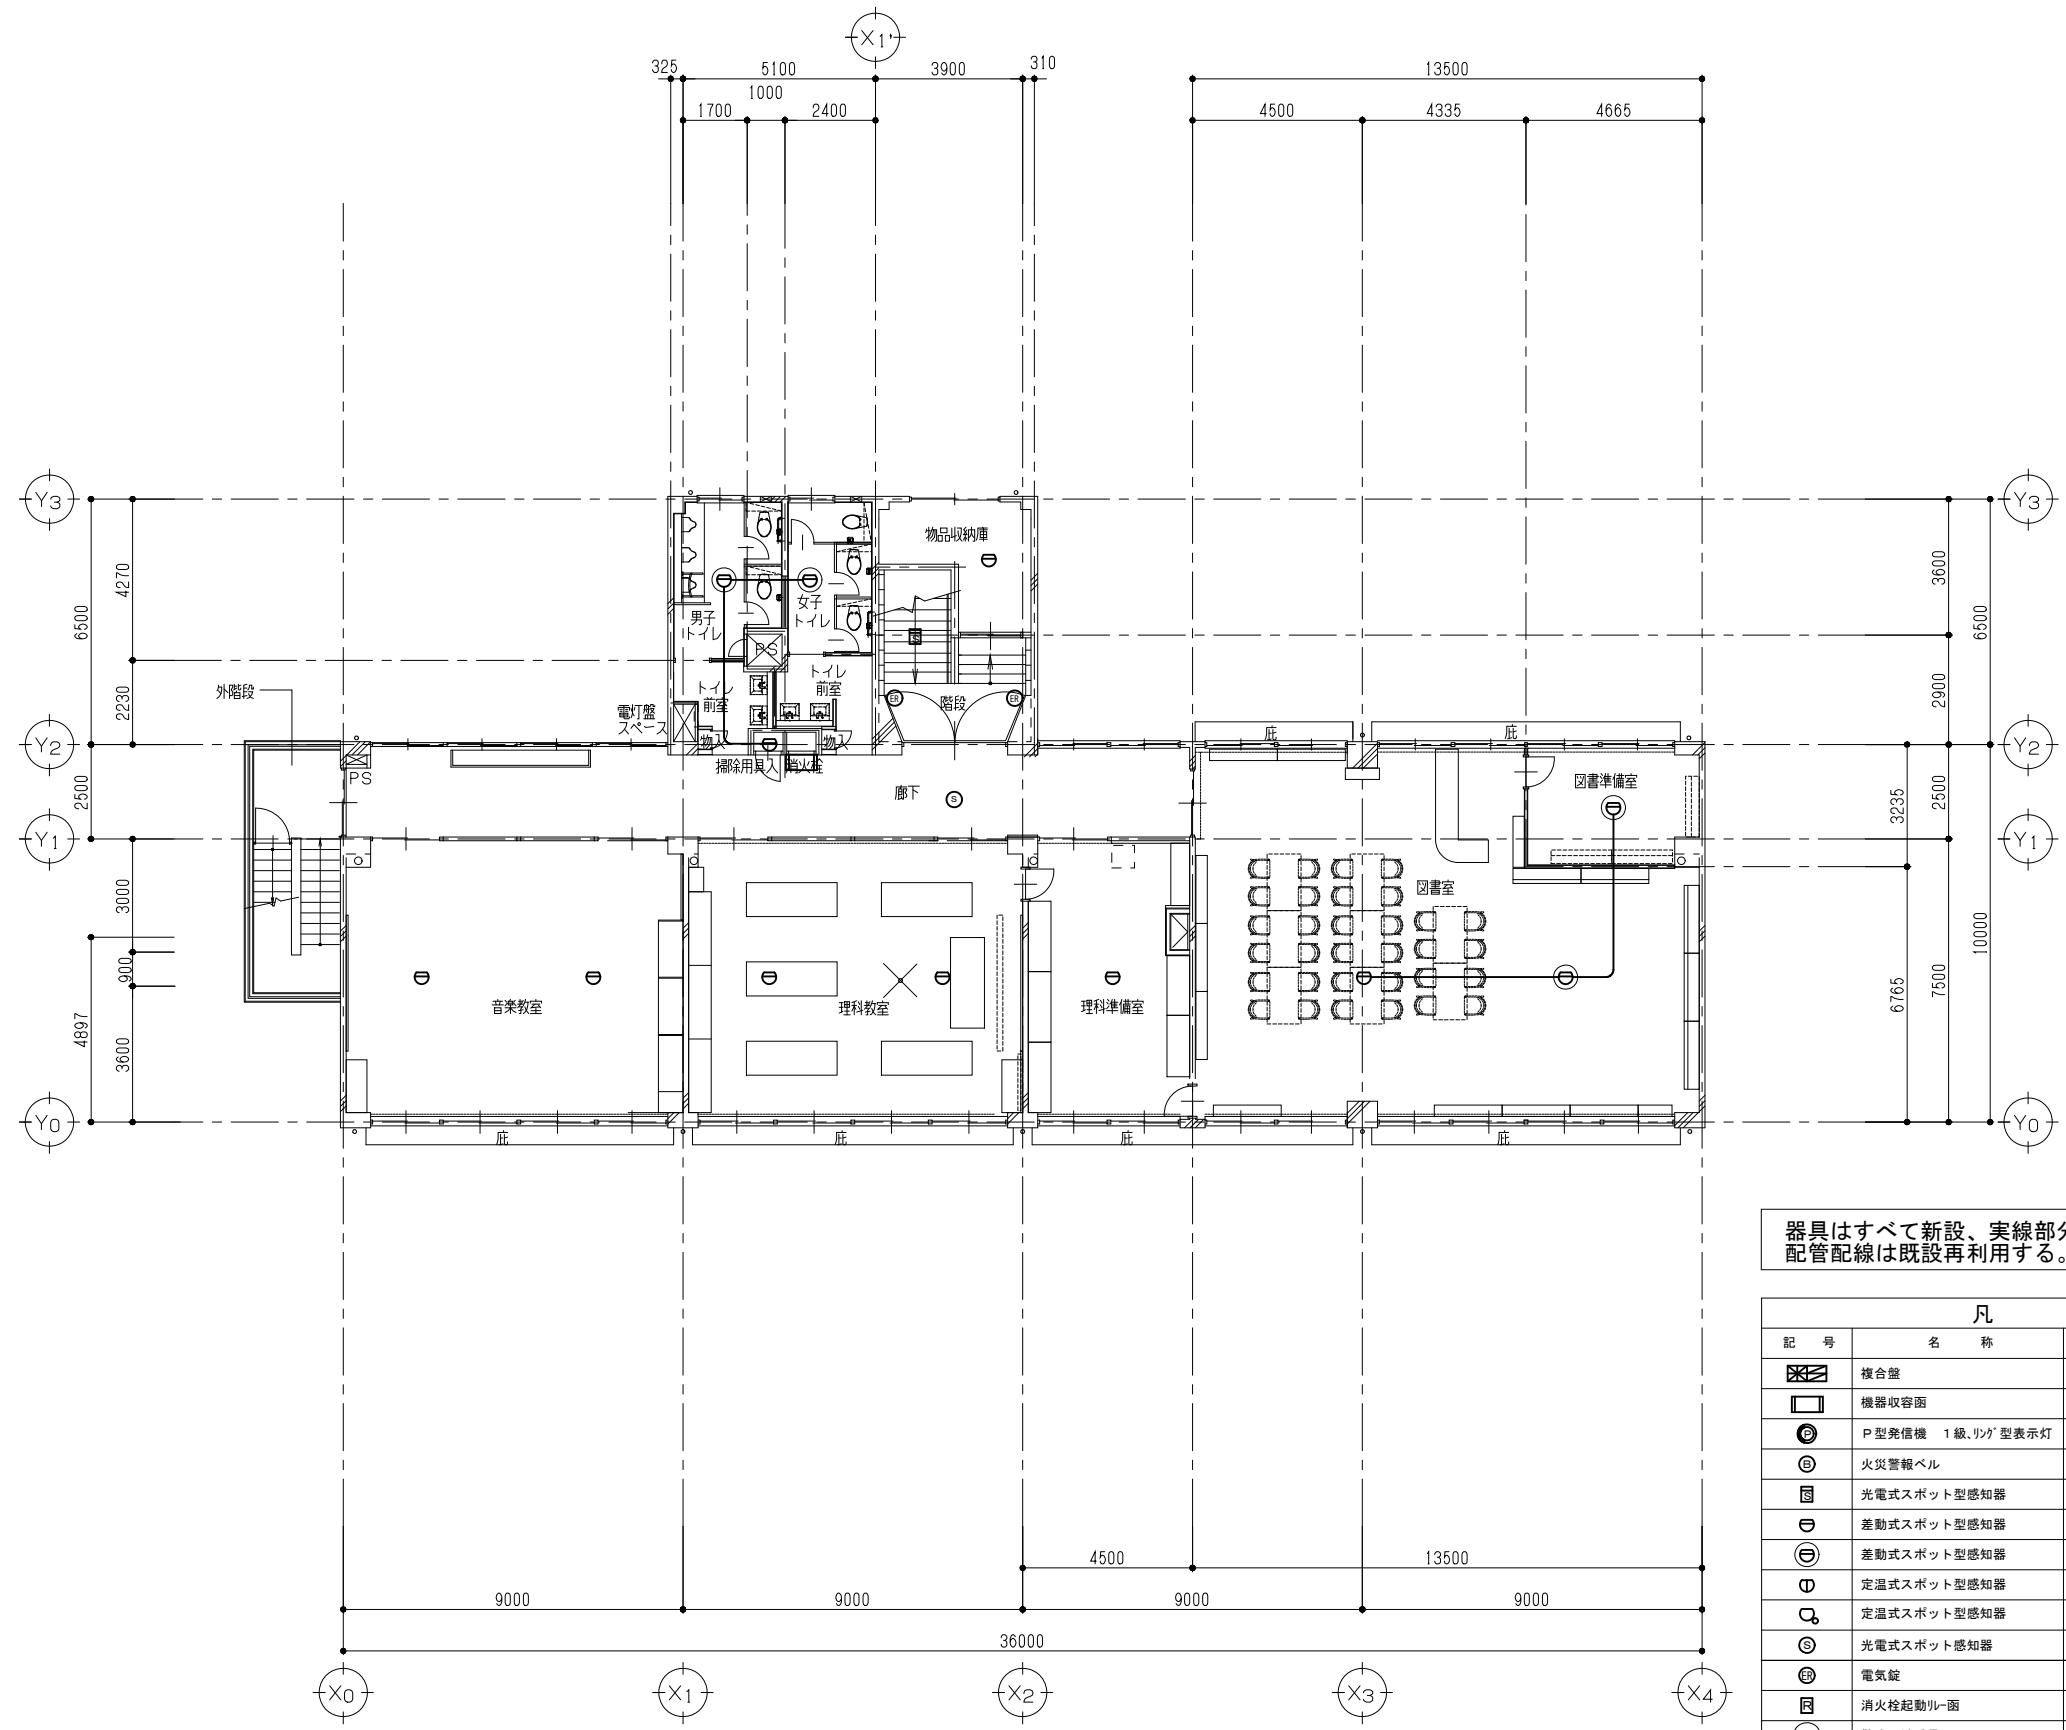 X1'
325
5100
3900
310
13500
1000
1700
2400
4500
4335
4665
Y3
Y3
4270
6500
2230
3600
6500
2900
物品収納庫
男子
トイレ
女子
トイレ
PS
S
トイレ
前室
トイレ
前室
外階段
電灯盤
スペース
ER
階段
ER
物入
物入
掃除用具入
消火栓
庇
庇
Y2
Y2
PS
廊下
S
図書準備室
2500
3235
2500
Y1
Y1
3000
900
4897
3600
図書室
10000
6765
7500
音楽教室
理科教室
理科準備室
Y0
Y0
庇
庇
庇
庇
器具はすべて新設、実線部分
配管配線は既設再利用する。
凡
記 号
名 称
複合盤
機器収容函
P
P型発信機 1級、リング型表示灯
B
火災警報ベル
S
光電式スポット型感知器
差動式スポット型感知器
差動式スポット型感知器
定温式スポット型感知器
定温式スポット型感知器
S
光電式スポット感知器
ER
電気錠
R
消火栓起動リレー函
4500
13500
9000
9000
9000
9000
36000
X0
X1
X2
X3
X4